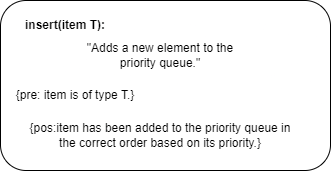 insert(item T):
"Adds a new element to the
priority queue."
{pre: item is of type T.}
{pos:item has been added to the priority queue in
the correct order based on its priority.}